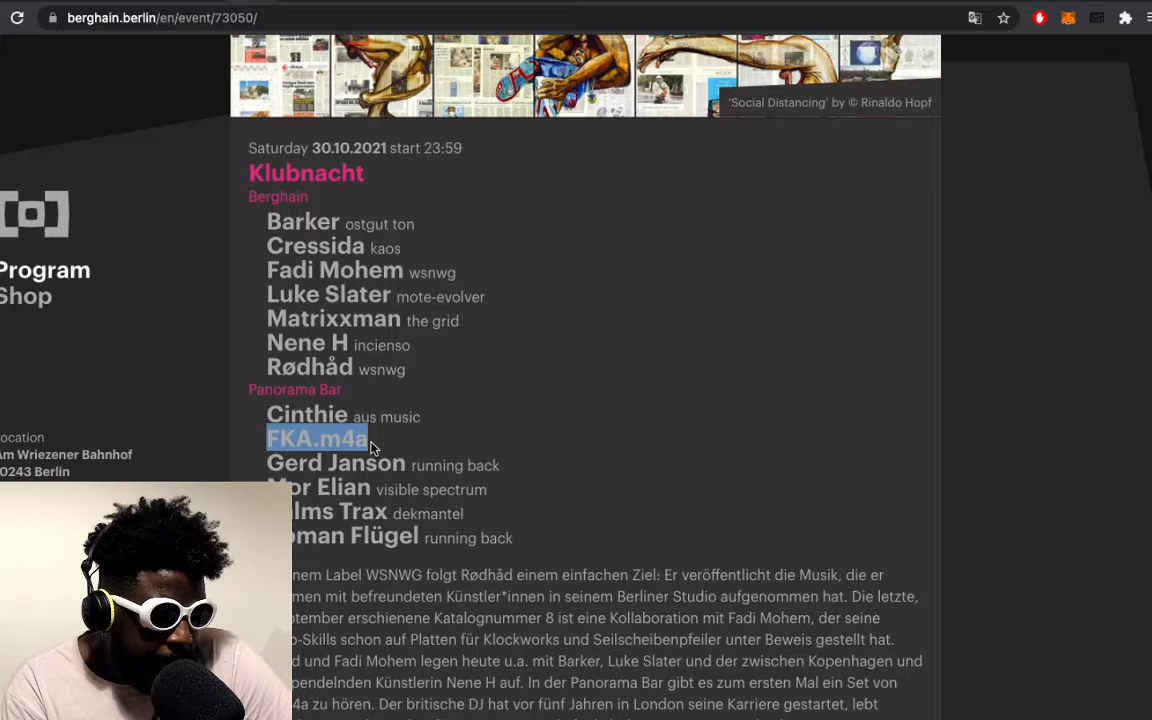 berghain.berlin/en/event/73050/
'Social Distancing' by © Rinaldo Hopf
Saturday 30.10.2021 start 23:59
Klubnacht
Berghain
Barker ostgut ton
Cressida kaos
Fadi Mohem wsnwg
Luke Slater mote-evolver
Matrixxman the grid
Nene H incienso
Rødhåd wsnwg
Panorama Bar
Cinthie aus music
FKA.m4a
Gerd Janson running back
Mor Elian visible spectrum
lms Trax dekmantel
oman Flügel running back
nem Label WSNWG folgt Rødhåd einem einfachen Ziel: Er veröffentlicht die Musik, die er
men mit befreundeten Künstler*innen in seinem Berliner Studio aufgenommen hat. Die letzte,
ptember erschienene Katalognummer 8 ist eine Kollaboration mit Fadi Mohem, der seine
o-Skills schon auf Platten für Klockworks und Seilscheibenpfeiler unter Beweis gestellt hat.
d und Fadi Mohem legen heute u.a. mit Barker, Luke Slater und der zwischen Kopenhagen und
pendelnden Künstlerin Nene H auf. In der Panorama Bar gibt es zum ersten Mal ein Set von
4a zu hören. Der britische DJ hat vor fünf Jahren in London seine Karriere gestartet, lebt
Program
Shop
ocation
Am Wriezener Bahnhof
0243 Berlin